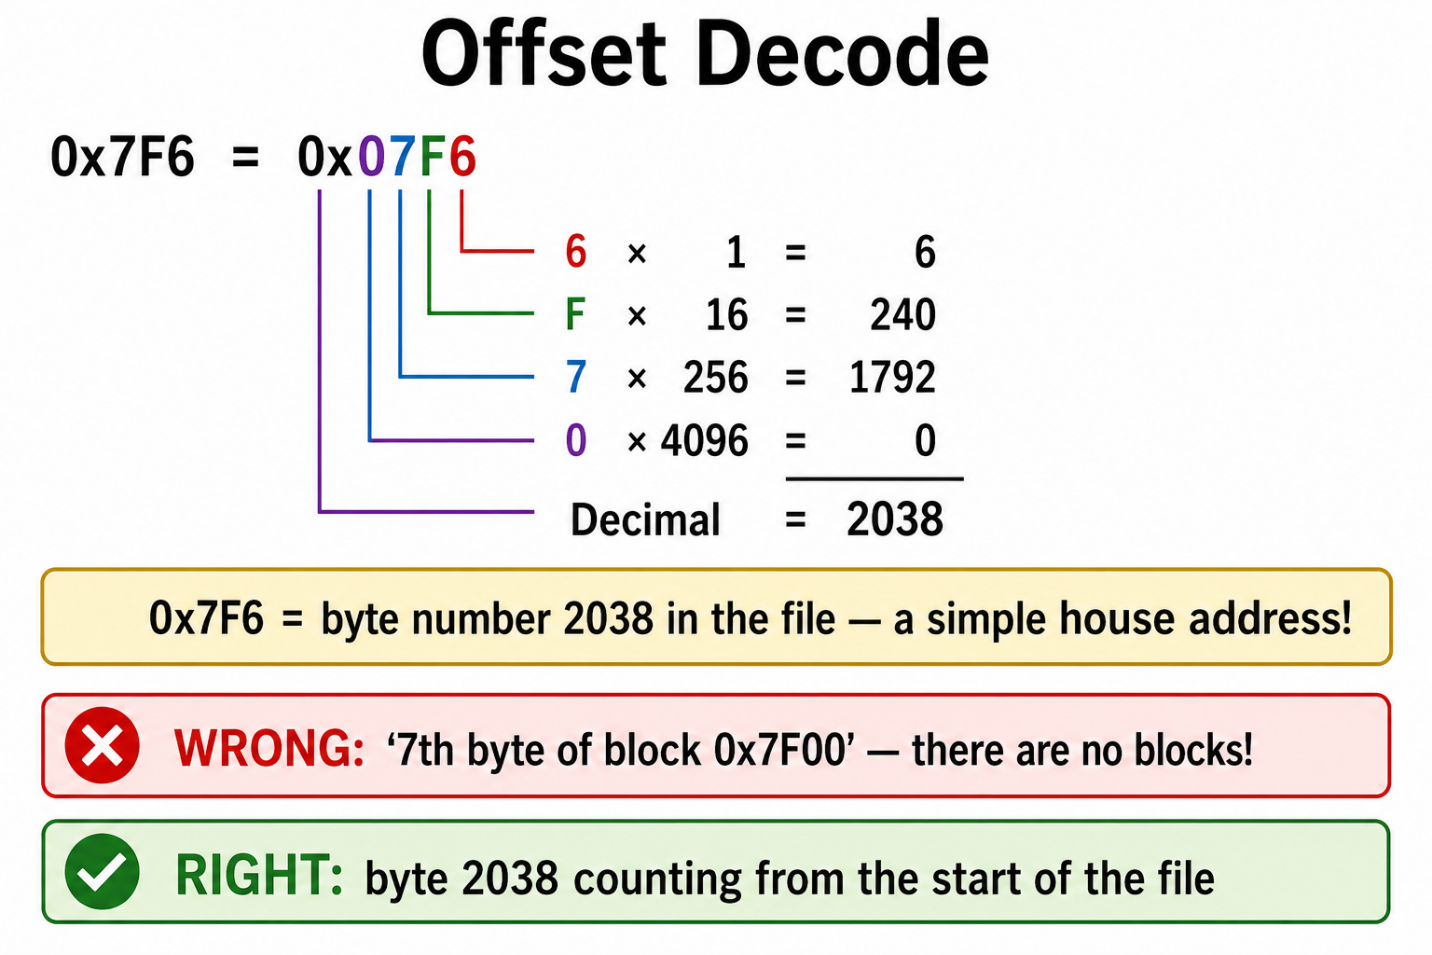 Offset Decode
0x7F6 = 0x07F6
6 × 1 = 6
F × 16 = 240
7 × 256 = 1792
0 × 4096 = 0
Decimal = 2038
0x7F6 = byte number 2038 in the file — a simple house address!
WRONG: ‘7th byte of block 0x7F00’ — there are no blocks!
RIGHT: byte 2038 counting from the start of the file